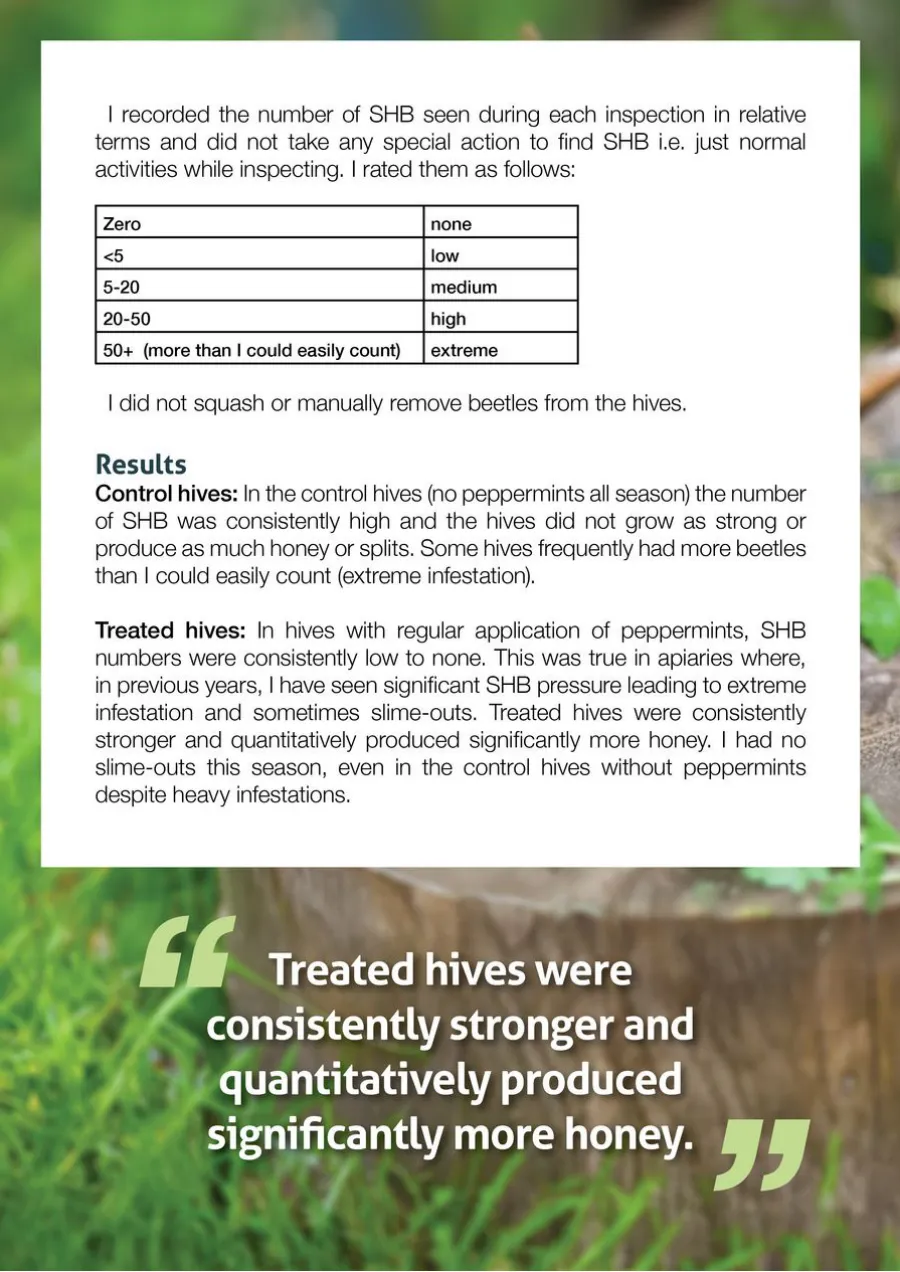 I recorded the number of SHB seen during each inspection in relative
terms and did not take any special action to find SHB i.e. just normal
activities while inspecting. I rated them as follows:
Zero none
<5 low
5-20 medium
20-50 high
50+ (more than I could easily count) extreme
I did not squash or manually remove beetles from the hives.
Results
Control hives: In the control hives (no peppermints all season) the number
of SHB was consistently high and the hives did not grow as strong or
produce as much honey or splits. Some hives frequently had more beetles
than I could easily count (extreme infestation).
Treated hives: In hives with regular application of peppermints, SHB
numbers were consistently low to none. This was true in apiaries where,
in previous years, I have seen significant SHB pressure leading to extreme
infestation and sometimes slime-outs. Treated hives were consistently
stronger and quantitatively produced significantly more honey. I had no
slime-outs this season, even in the control hives without peppermints
despite heavy infestations.
“ Treated hives were
consistently stronger and
quantitatively produced
significantly more honey. ”